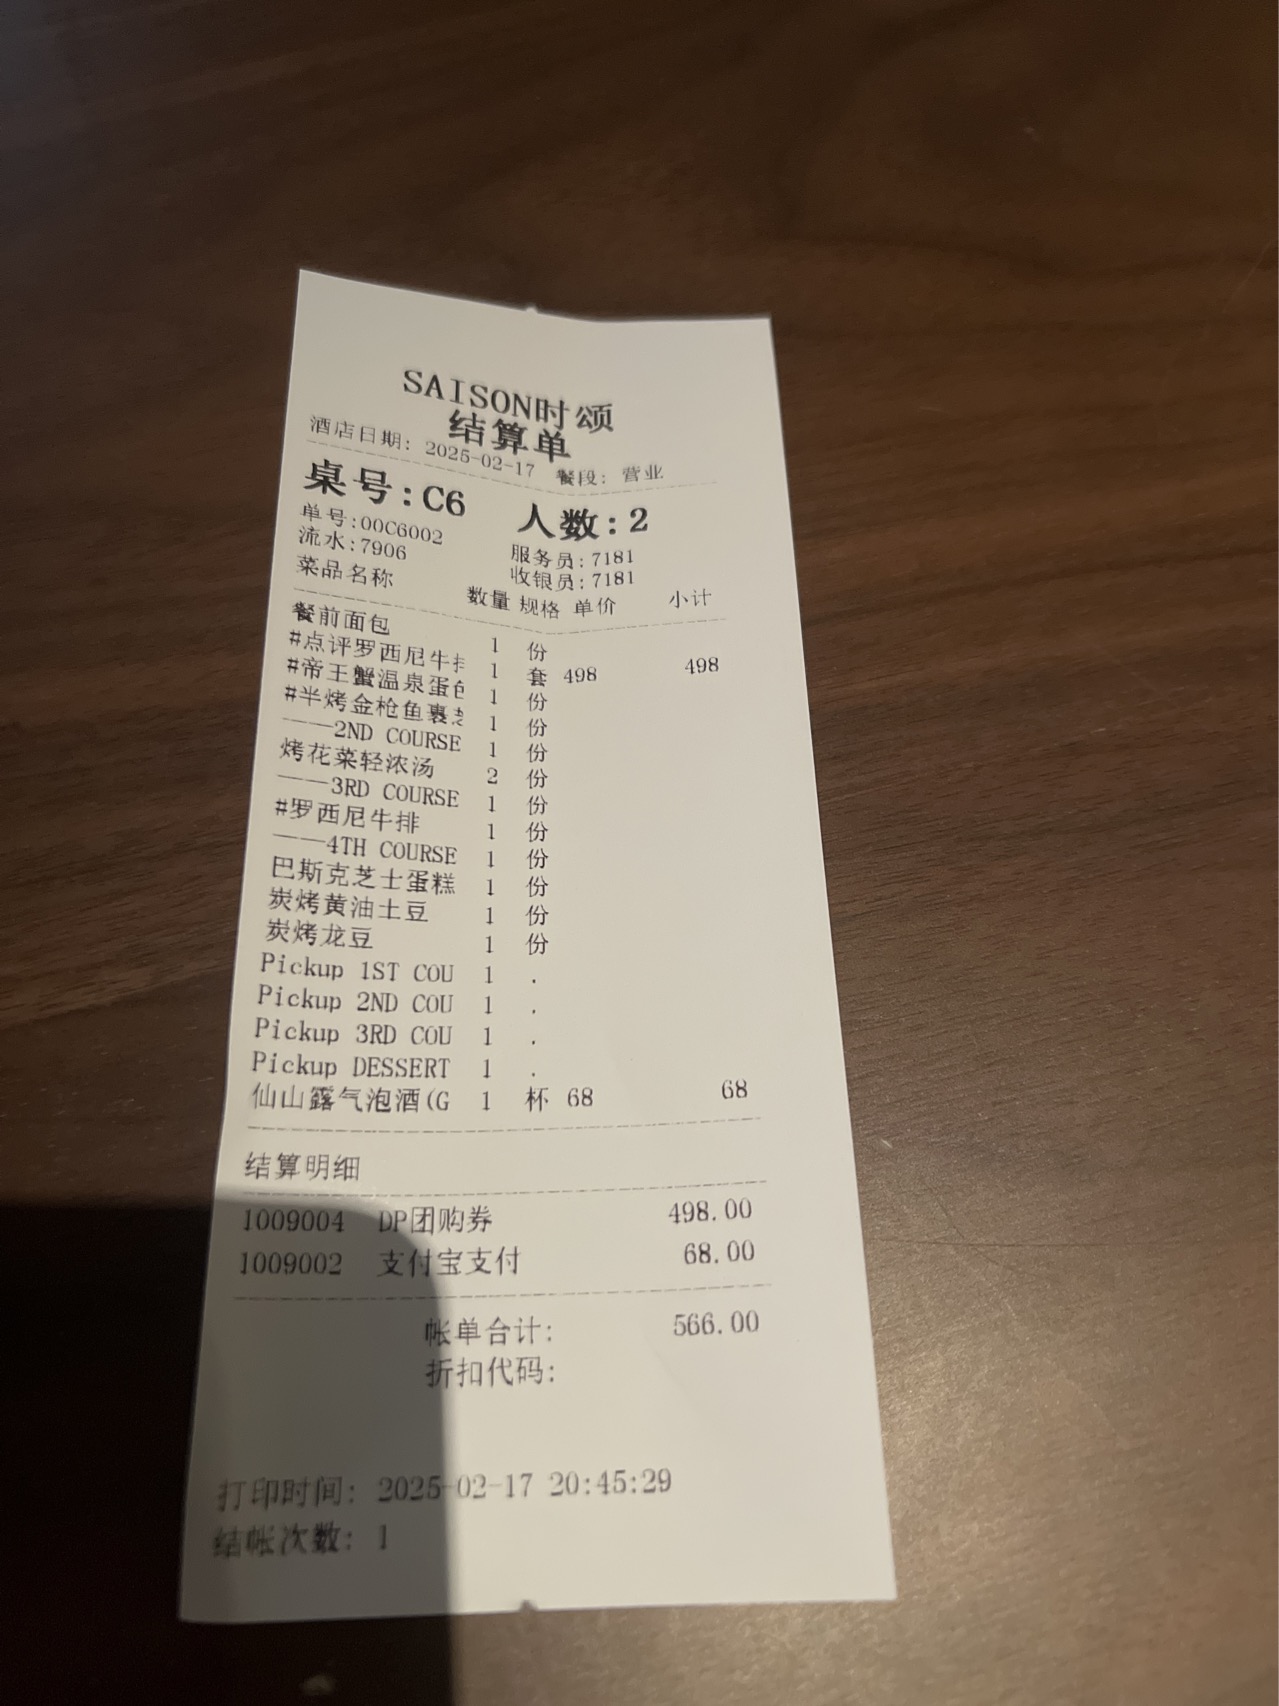 SAISON时颂
结算单
酒店日期: 2025-02-17 餐段: 营业
桌号:C6 人数:2
单号:00C6002 服务员:7181
流水:7906 收银员:7181
菜品名称 数量 规格 单价 小计
餐前面包 1 份
#点评罗西尼牛排 1 套 498 498
#帝王蟹温泉蛋 1 份
#半烤金枪鱼裹 1 份
——2ND COURSE 1 份
烤花菜轻浓汤 2 份
——3RD COURSE 1 份
#罗西尼牛排 1 份
——4TH COURSE 1 份
巴斯克芝士蛋糕 1 份
炭烤黄油土豆 1 份
炭烤龙豆 1 份
Pickup 1ST COU 1 .
Pickup 2ND COU 1 .
Pickup 3RD COU 1 .
Pickup DESSERT 1 .
仙山露气泡酒(G 1 杯 68 68
结算明细
1009004 DP团购券 498.00
1009002 支付宝支付 68.00
帐单合计: 566.00
折扣代码:
打印时间: 2025-02-17 20:45:29
结帐次数: 1